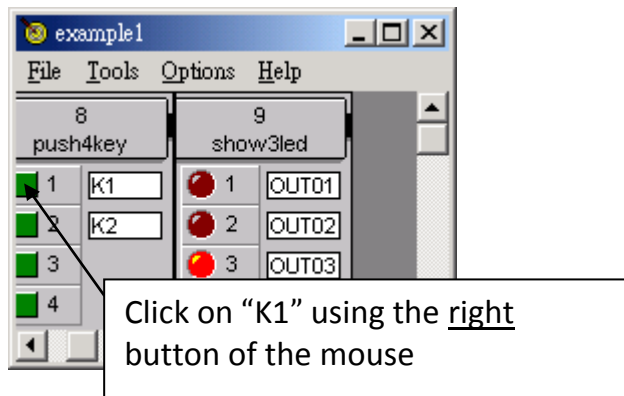 example1
File Tools Options Help
8
push4key
9
show3led
1 K1
2 K2
3
4
1 OUT01
2 OUT02
3 OUT03
Click on “K1” using the right
button of the mouse